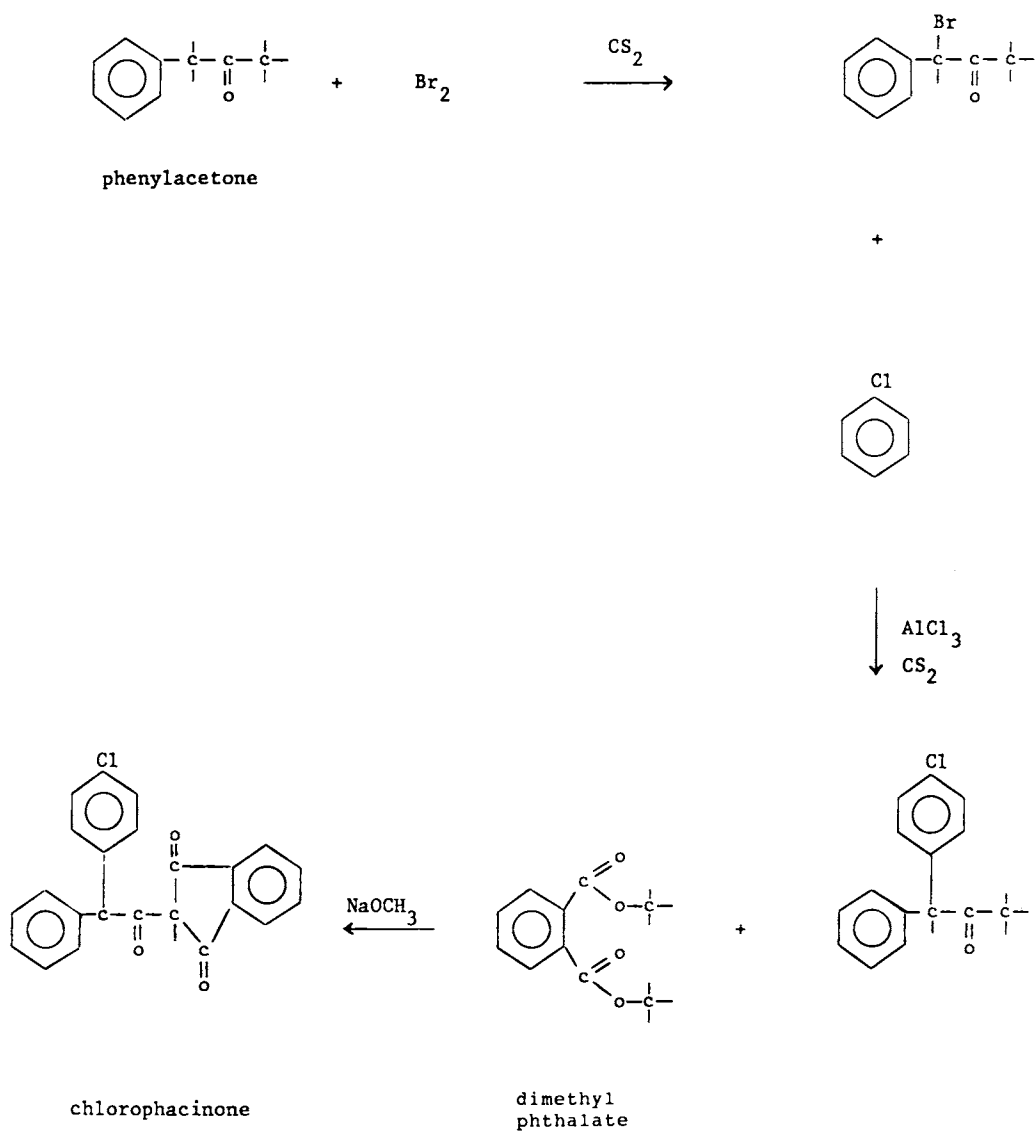 Br
C C C
O
+ Br2
CS2
C C C
O
phenylacetone
+
Cl
AlCl3
CS2
Cl
Cl
O
C
C C C
O
C
O
NaOCH3
O
C
O C
O
C
O C
+
C C C
O
chlorophacinone
dimethyl
phthalate